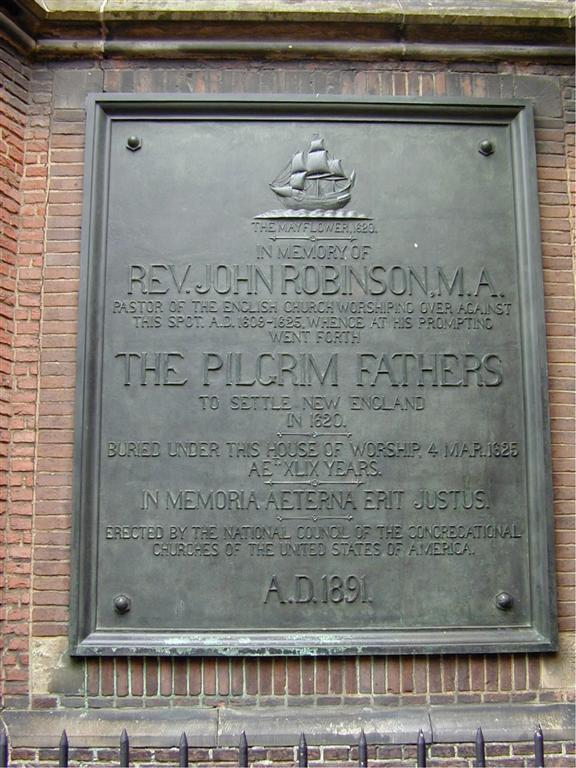 THE MAYFLOWER, 1620.
IN MEMORY OF
REV. JOHN ROBINSON, M.A.
PASTOR OF THE ENGLISH CHURCH WORSHIPING OVER AGAINST
THIS SPOT, A.D. 1609-1625, WHENCE AT HIS PROMPTING
WENT FORTH
THE PILGRIM FATHERS
TO SETTLE NEW ENGLAND
IN 1620.
BURIED UNDER THIS HOUSE OF WORSHIP, 4 MAR. 1625
XLIX YEARS.
IN MEMORIA AETERNA ERIT JUSTUS.
ERECTED BY THE NATIONAL COUNCIL OF THE CONGREGATIONAL
CHURCHES OF THE UNITED STATES OF AMERICA.
A.D. 1891.